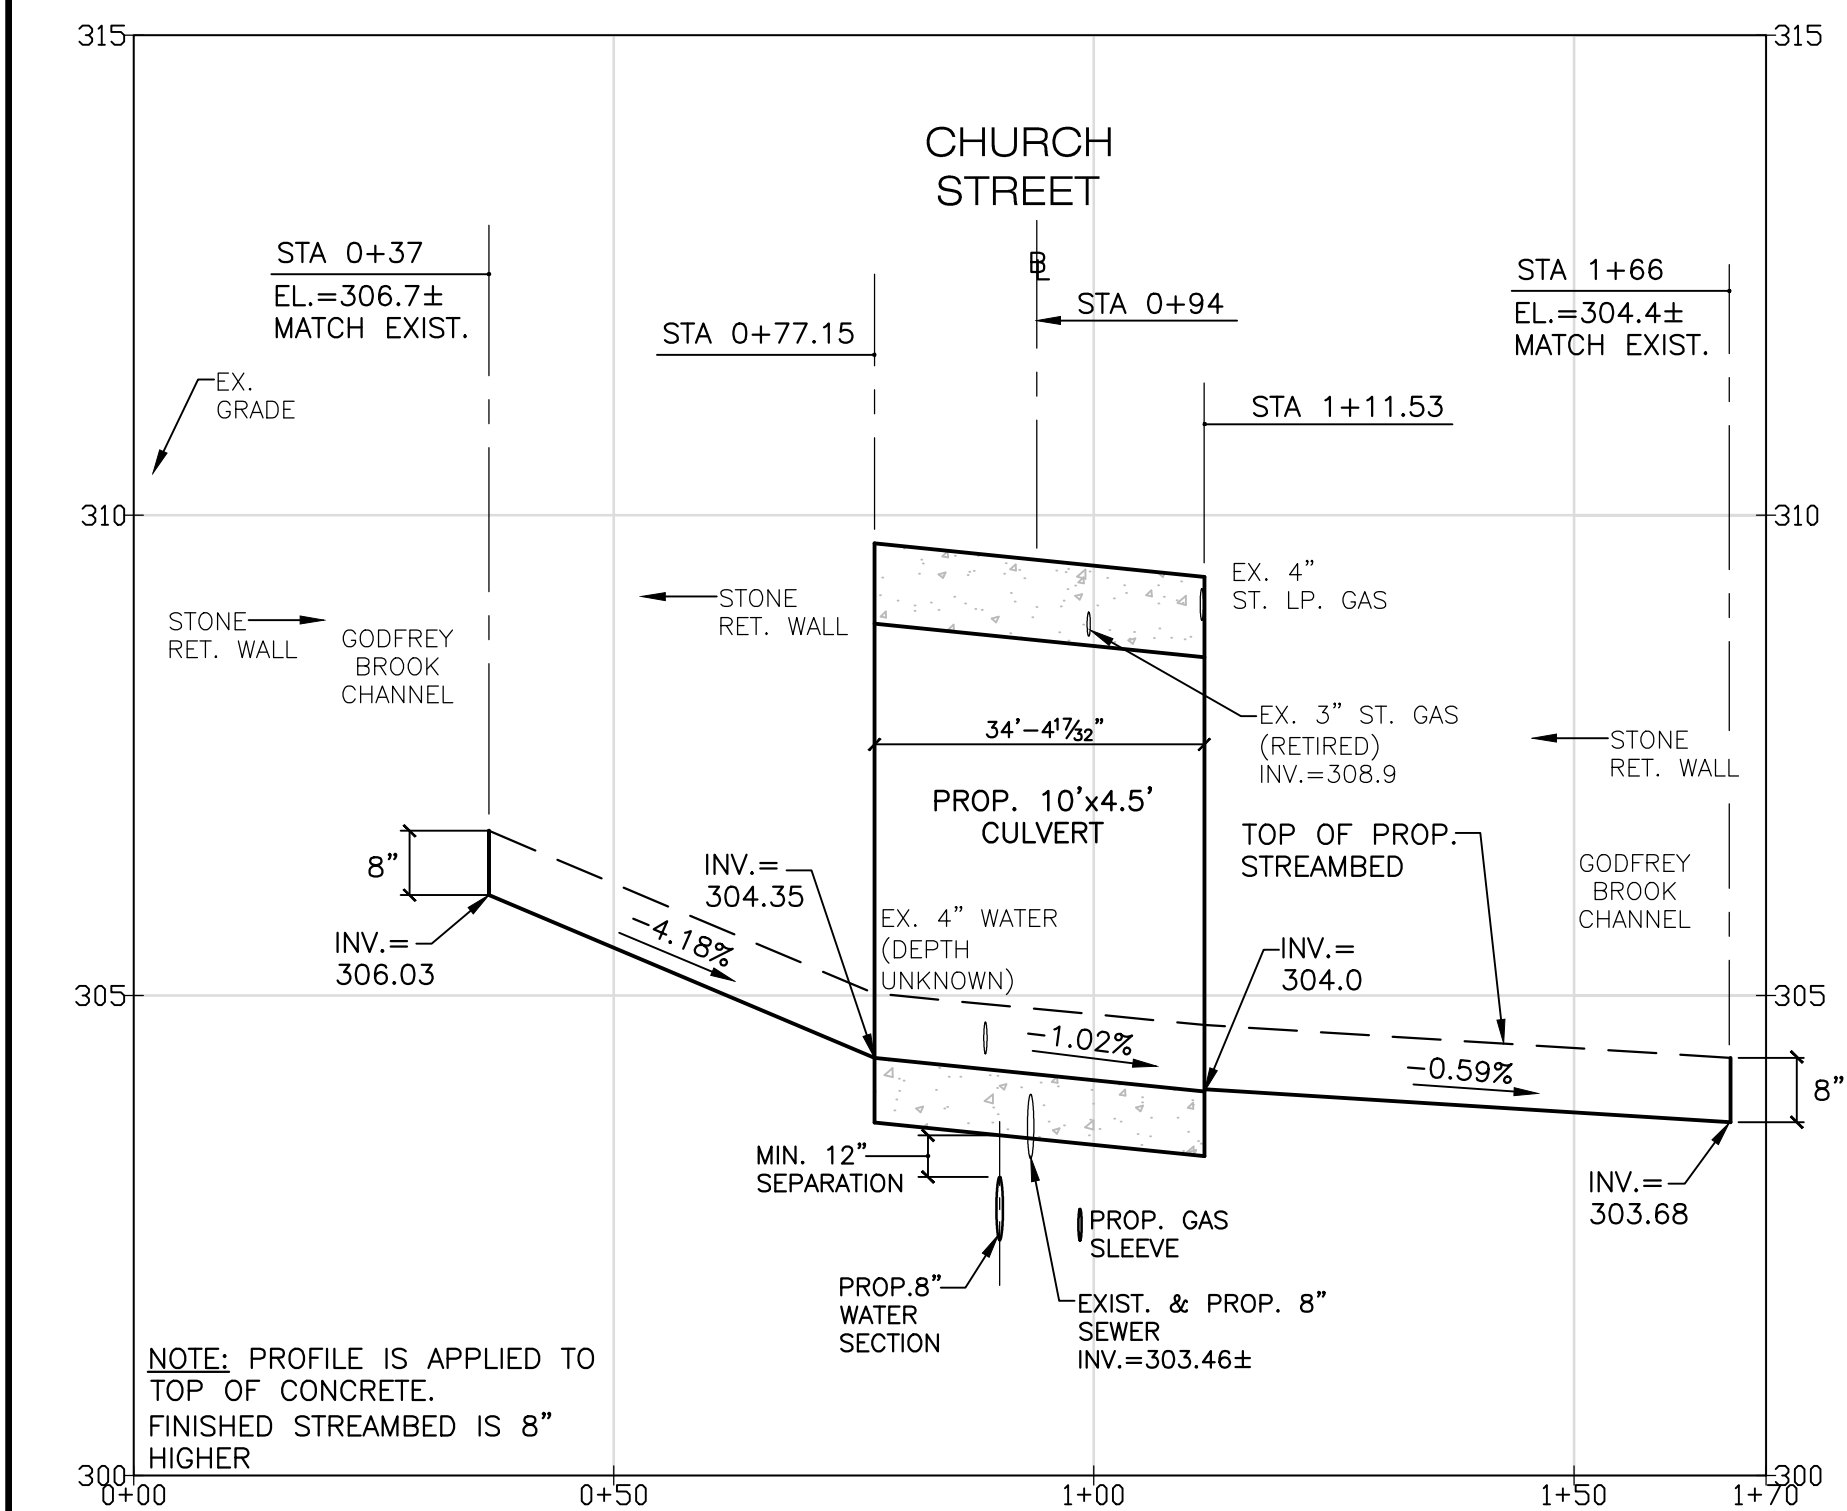 315
315
CHURCH
STREET
STA 0+37
EL.=306.7±
MATCH EXIST.
BL
STA 0+94
STA 0+77.15
STA 1+66
EL.=304.4±
MATCH EXIST.
EX.
GRADE
STA 1+11.53
310
310
STONE
RET. WALL
GODFREY
BROOK
CHANNEL
STONE
RET. WALL
EX. 4"
ST. LP. GAS
EX. 3" ST. GAS
(RETIRED)
INV.=308.9
STONE
RET. WALL
34'-4 17/32"
PROP. 10'x4.5'
CULVERT
TOP OF PROP.
STREAMBED
8"
INV.=
304.35
GODFREY
BROOK
CHANNEL
INV.=
306.03
-4.18%
EX. 4" WATER
(DEPTH
UNKNOWN)
INV.=
304.0
305
305
-1.02%
-0.59%
8"
MIN. 12"
SEPARATION
INV.=
303.68
PROP. GAS
SLEEVE
PROP.8"
WATER
SECTION
EXIST. & PROP. 8"
SEWER
INV.=303.46±
NOTE: PROFILE IS APPLIED TO
TOP OF CONCRETE.
FINISHED STREAMBED IS 8"
HIGHER
300
300
0+00
0+50
1+00
1+50
1+70